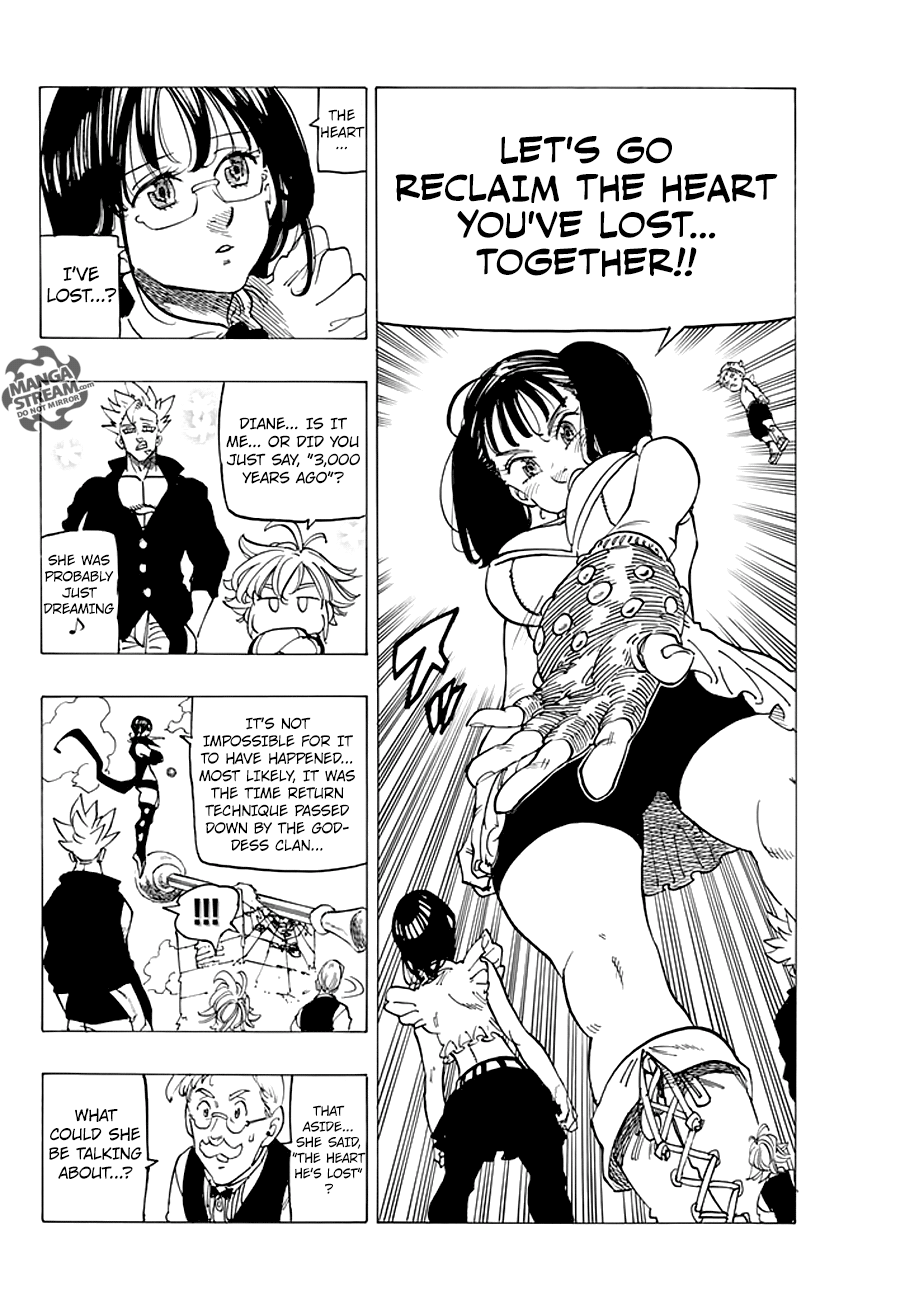 LET'S GO
RECLAIM THE HEART
YOU'VE LOST...
TOGETHER!!
THE
HEART
...
I'VE
LOST...?
MANGA
STREAM.com
DO NOT MIRROR
DIANE... IS IT
ME... OR DID YOU
JUST SAY, "3,000
YEARS AGO"?
SHE WAS
PROBABLY
JUST
DREAMING
♪
IT'S NOT
IMPOSSIBLE FOR IT
TO HAVE HAPPENED...
MOST LIKELY, IT WAS
THE TIME RETURN
TECHNIQUE PASSED
DOWN BY THE GOD-
DESS CLAN...
!!!
THAT
ASIDE...
SHE SAID,
"THE HEART
HE'S LOST"
?
WHAT
COULD SHE
BE TALKING
ABOUT...?